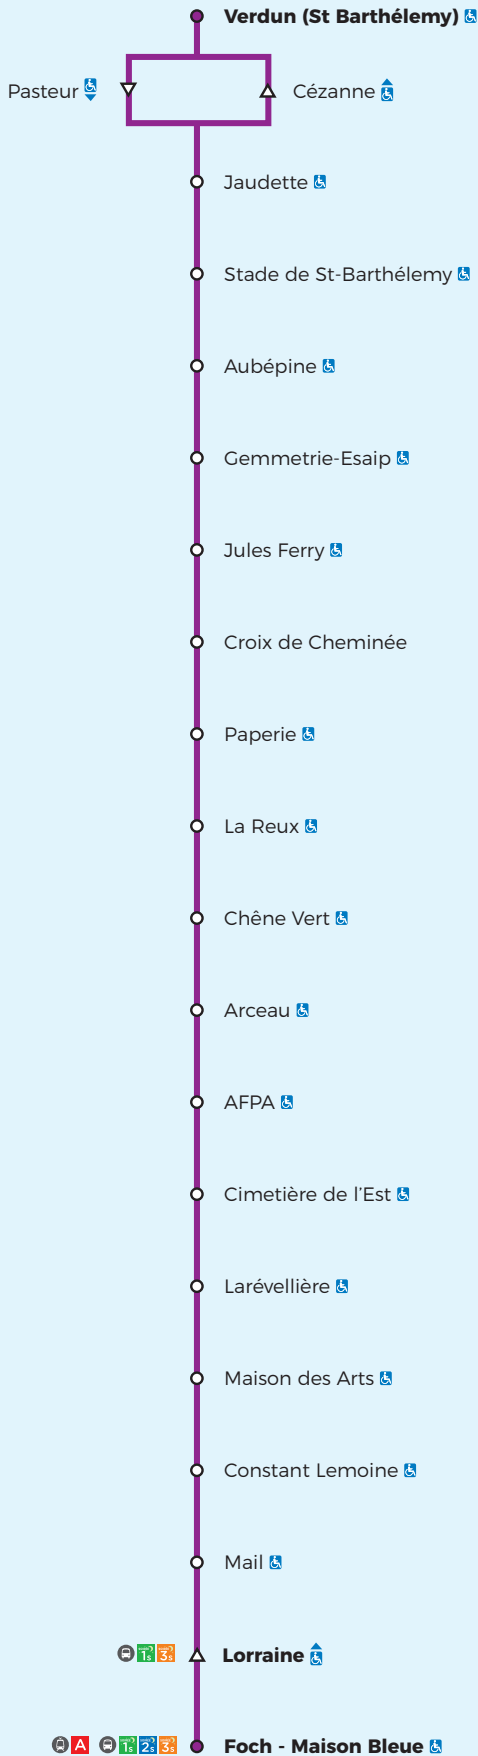 Verdun (St Barthélemy)
Pasteur
Cézanne
Jaudette
Stade de St-Barthélemy
Aubépine
Gemmetrie-Esaip
Jules Ferry
Croix de Cheminée
Paperie
La Reux
Chêne Vert
Arceau
AFPA
Cimetière de l'Est
Larévellière
Maison des Arts
Constant Lemoine
Mail
1s 3s Lorraine
A 1s 2s 3s Foch - Maison Bleue